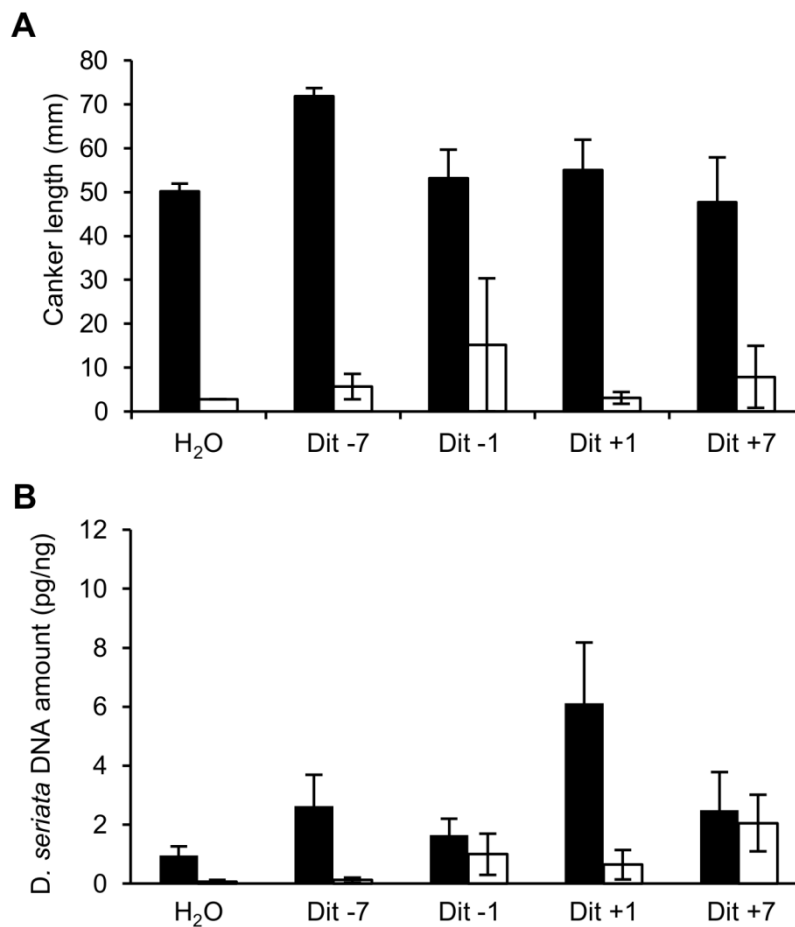 A
Canker length (mm)
80
70
60
50
40
30
20
10
0
H₂O Dit -7 Dit -1 Dit +1 Dit +7
B
D. seriata DNA amount (pg/ng)
12
10
8
6
4
2
0
H₂O Dit -7 Dit -1 Dit +1 Dit +7